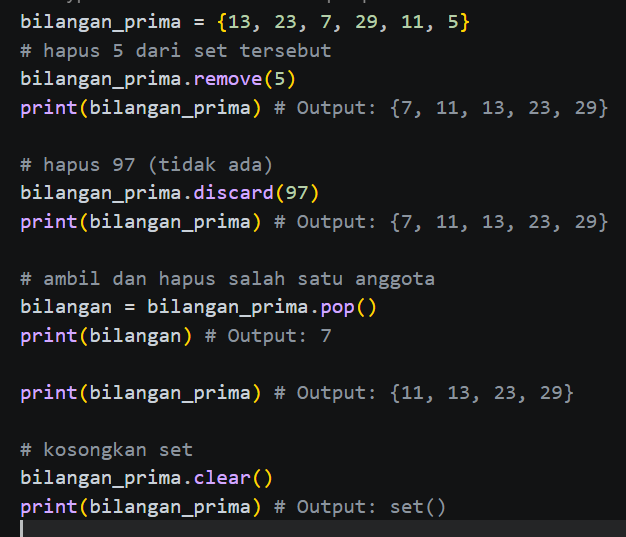 bilangan_prima = {13, 23, 7, 29, 11, 5}
# hapus 5 dari set tersebut
bilangan_prima.remove(5)
print(bilangan_prima) # Output: {7, 11, 13, 23, 29}
# hapus 97 (tidak ada)
bilangan_prima.discard(97)
print(bilangan_prima) # Output: {7, 11, 13, 23, 29}
# ambil dan hapus salah satu anggota
bilangan = bilangan_prima.pop()
print(bilangan) # Output: 7
print(bilangan_prima) # Output: {11, 13, 23, 29}
# kosongkan set
bilangan_prima.clear()
print(bilangan_prima) # Output: set()